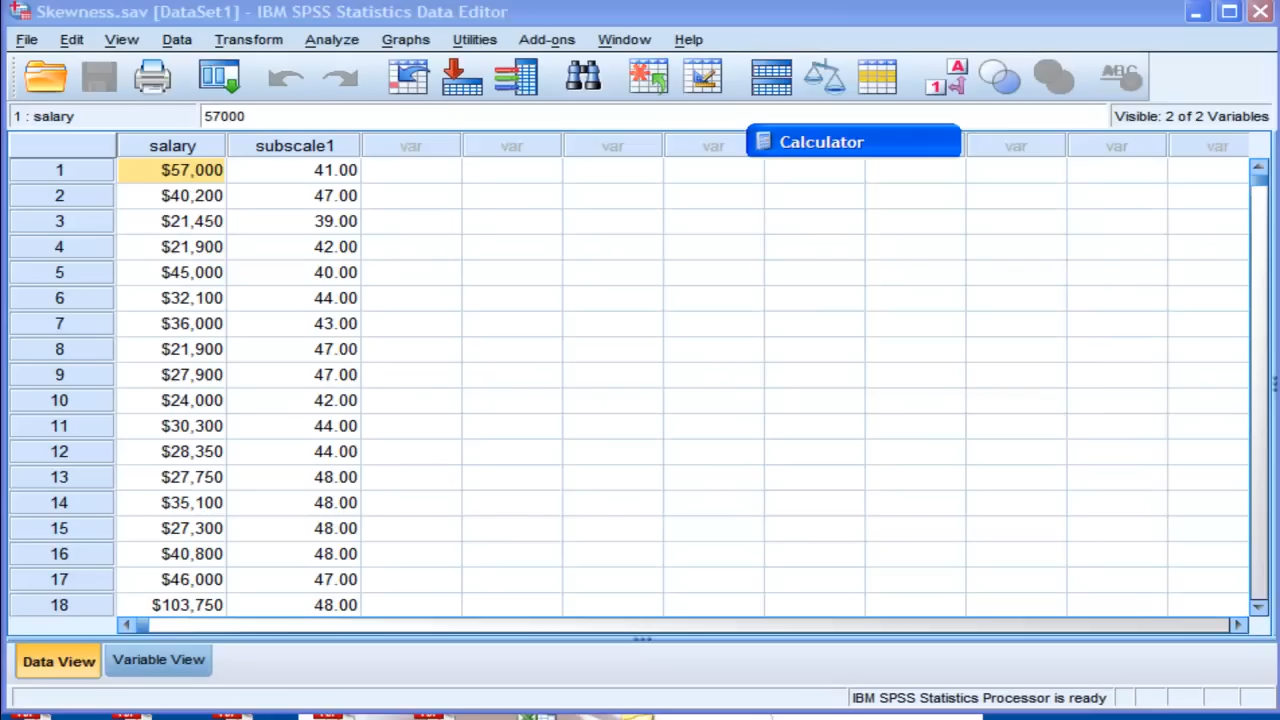 Skewness.sav [DataSet1] - IBM SPSS Statistics Data Editor
File Edit View Data Transform Analyze Graphs Utilities Add-ons Window Help
A
1
ABC
1 : salary 57000 Visible: 2 of 2 Variables
Calculator
salary subscale1 var var var var var var var
1 $57,000 41.00
2 $40,200 47.00
3 $21,450 39.00
4 $21,900 42.00
5 $45,000 40.00
6 $32,100 44.00
7 $36,000 43.00
8 $21,900 47.00
9 $27,900 47.00
10 $24,000 42.00
11 $30,300 44.00
12 $28,350 44.00
13 $27,750 48.00
14 $35,100 48.00
15 $27,300 48.00
16 $40,800 48.00
17 $46,000 47.00
18 $103,750 48.00
Data View Variable View
IBM SPSS Statistics Processor is ready